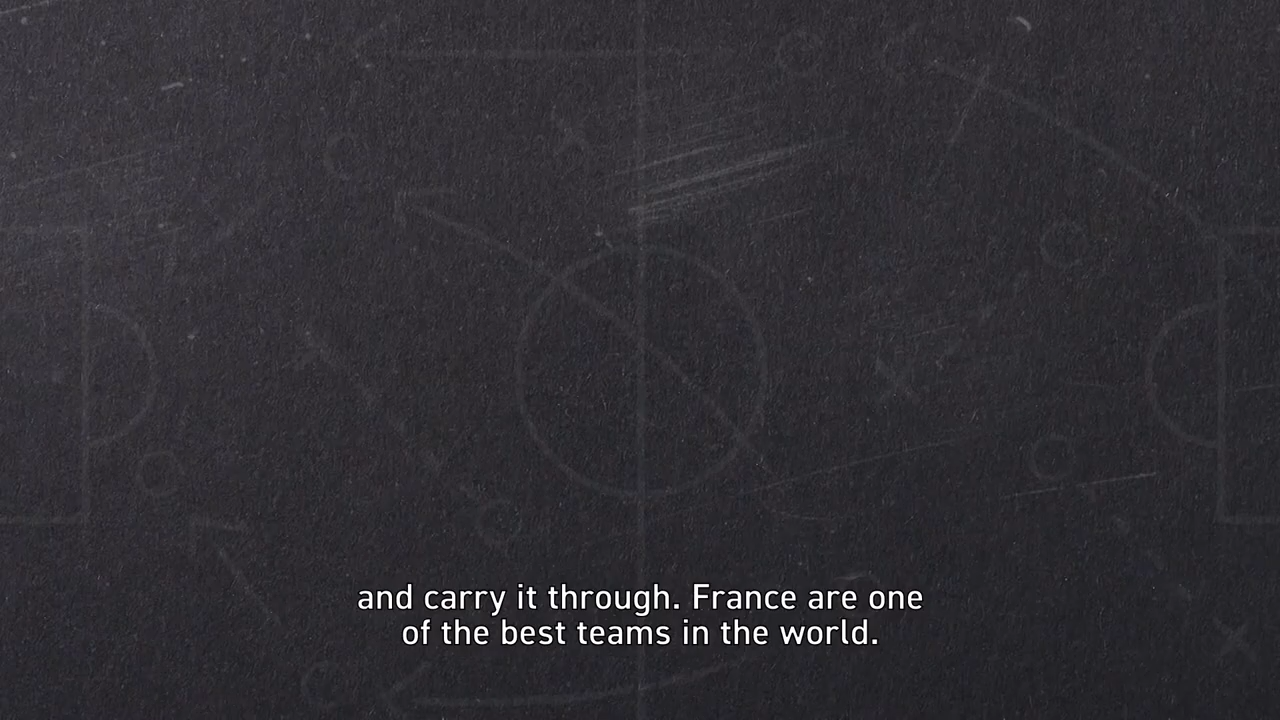 and carry it through. France are one
of the best teams in the world.